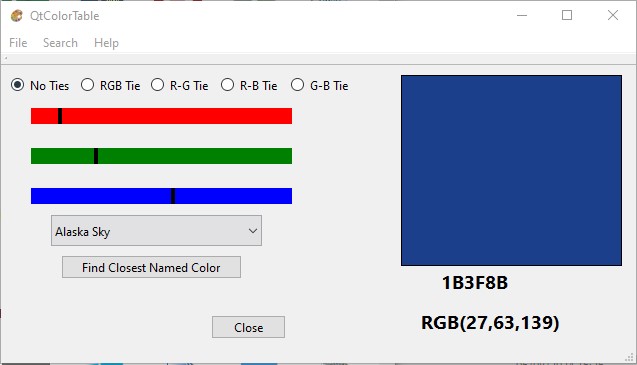 QtColorTable
File Search Help
No Ties RGB Tie R-G Tie R-B Tie G-B Tie
Alaska Sky
Find Closest Named Color
1B3F8B
RGB(27,63,139)
Close